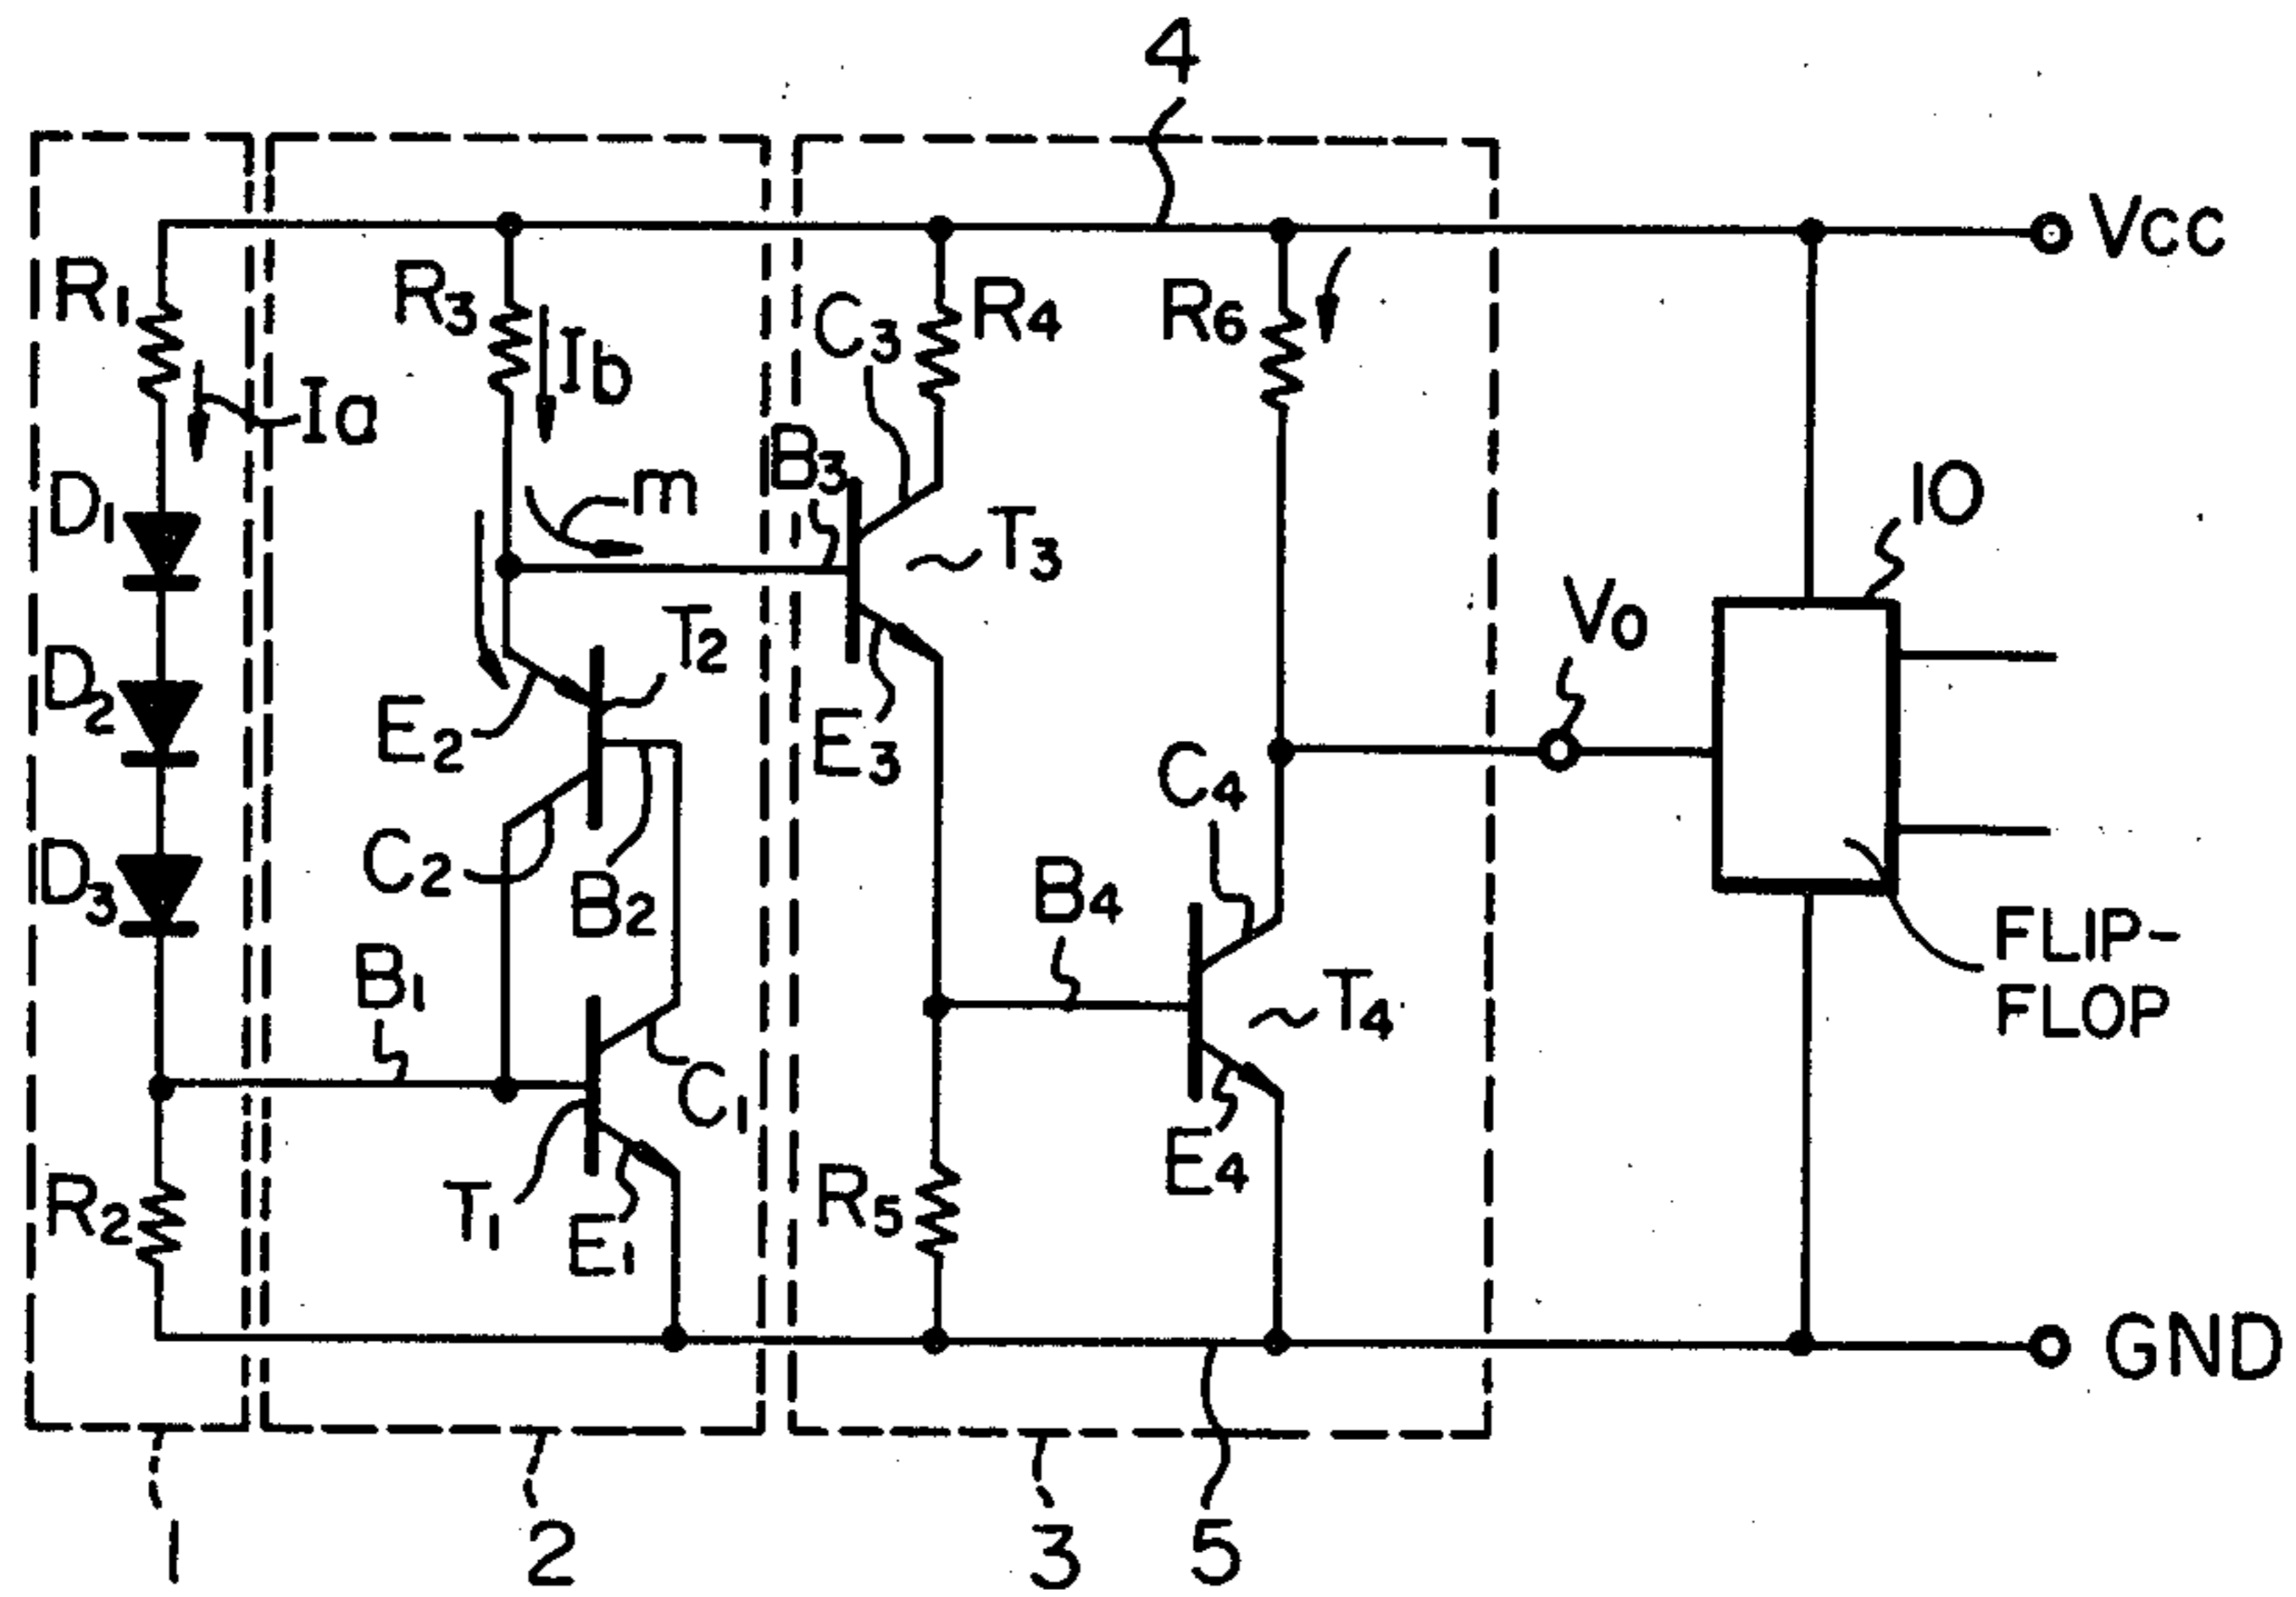 4
Vcc
R1
R3
Ib
C3
R4
R6
Ia
D1
m
B3
T3
10
Vo
D2
T2
E2
E3
C4
D3
C2
B2
B4
FLIP-
FLOP
B1
T4
C1
R2
T1
E1
R5
E4
GND
1
2
3
5